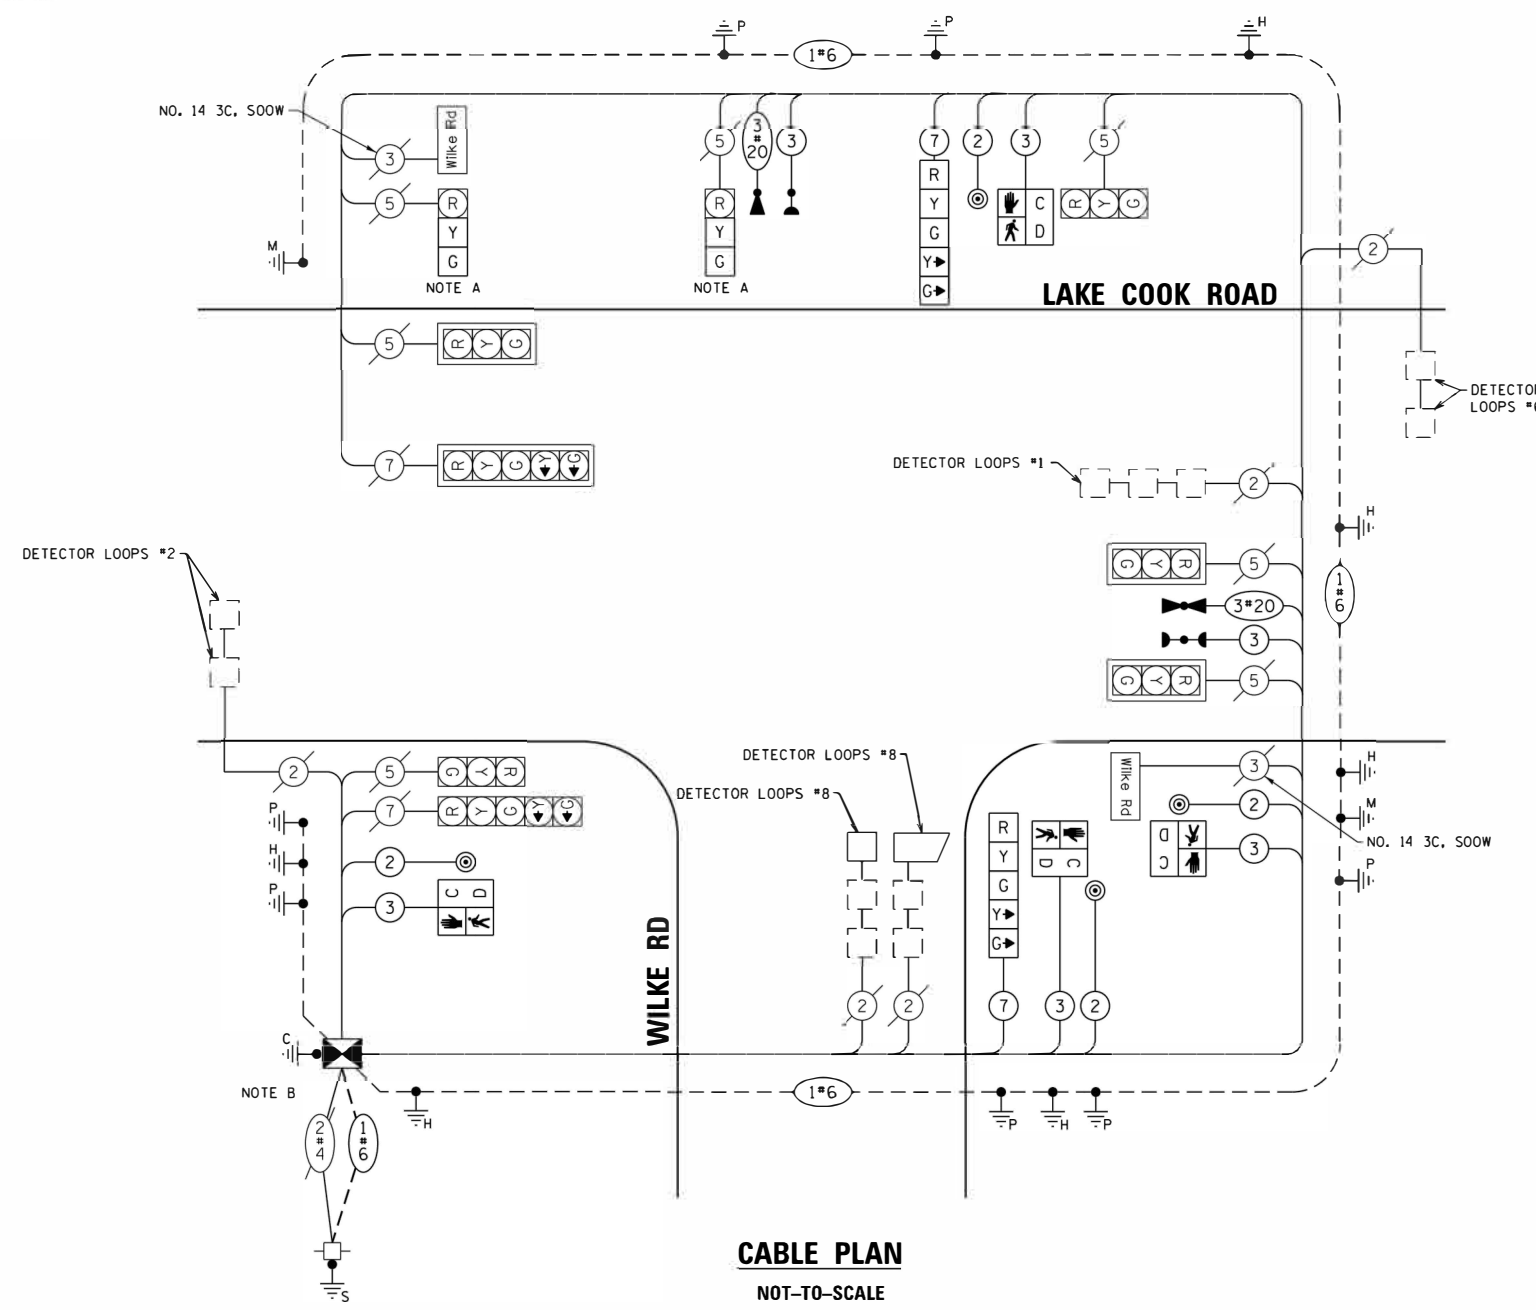 P
P
H
1#6
NO. 14 3C, SOOW
Wilke Rd
3
5
3
#
20
3
7
2
3
5
5
R
Y
G
NOTE A
R
Y
G
NOTE A
R
Y
G
Y
G
C
D
R Y G
M
2
LAKE COOK ROAD
5
R Y G
DETECTO
LOOPS #
7
R Y G Y G
DETECTOR LOOPS #1
2
H
DETECTOR LOOPS #2
G Y R
5
3#20
1
#
6
3
G Y R
5
2
5
G Y R
7
R Y G Y G
DETECTOR LOOPS #8
DETECTOR LOOPS #8
Wilke Rd
3
H
2
M
NO. 14 3C, SOOW
3
P
P
H
P
2
3
C D
R
Y
G
Y
G
D C
D
C
WILKE RD
2
2
7
3
2
C
NOTE B
H
1#6
P
H
P
2
#
4
1
#
6
S
CABLE PLAN
NOT-TO-SCALE